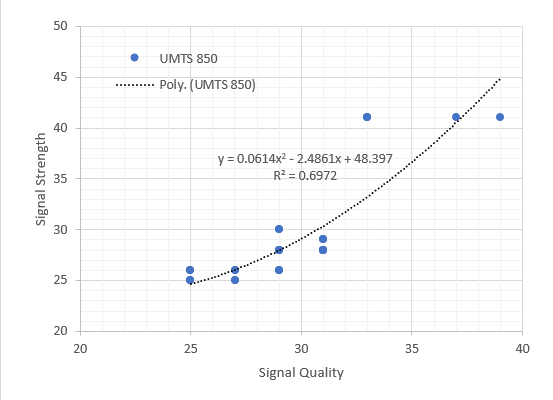 50
45
40
35
30
25
20
Signal Strength
UMTS 850
Poly. (UMTS 850)
y = 0.0614x² - 2.4861x + 48.397
R² = 0.6972
20 25 30 35 40
Signal Quality